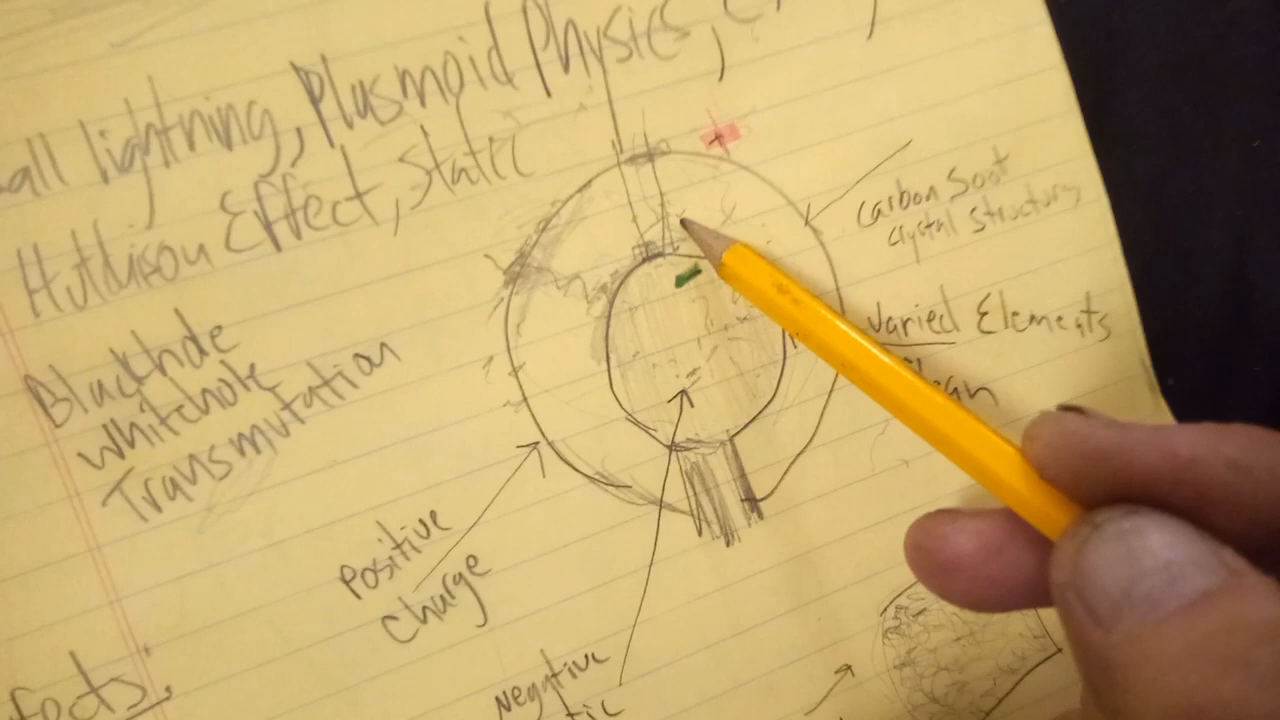 all lightning, Plasmoid Physics,
Hutchison Effect, Static
Blackhole
Whitehole
Transmutation
+
carbon Soot
crystal structure
Varied Elements
Positive
Charge
Negative